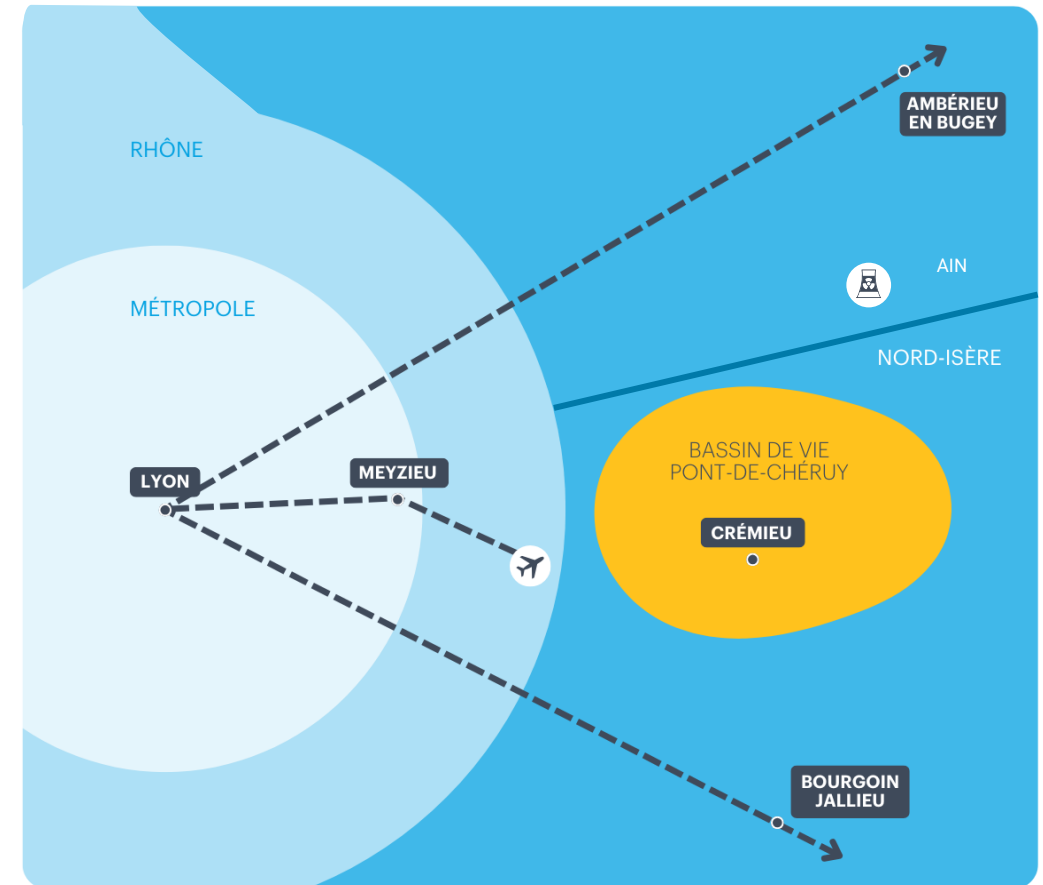 AMBÉRIEU
EN BUGEY
RHÔNE
AIN
MÉTROPOLE
NORD-ISÈRE
BASSIN DE VIE
PONT-DE-CHÉRUY
LYON
MEYZIEU
CRÉMIEU
BOURGOIN
JALLIEU